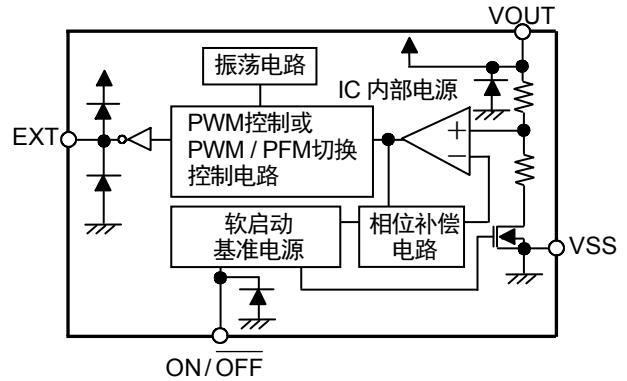 VOUT
振荡电路
IC 内部电源
EXT
PWM控制或
PWM / PFM切换
控制电路
+
−
软启动
基准电源
相位补偿
电路
VSS
ON / OFF